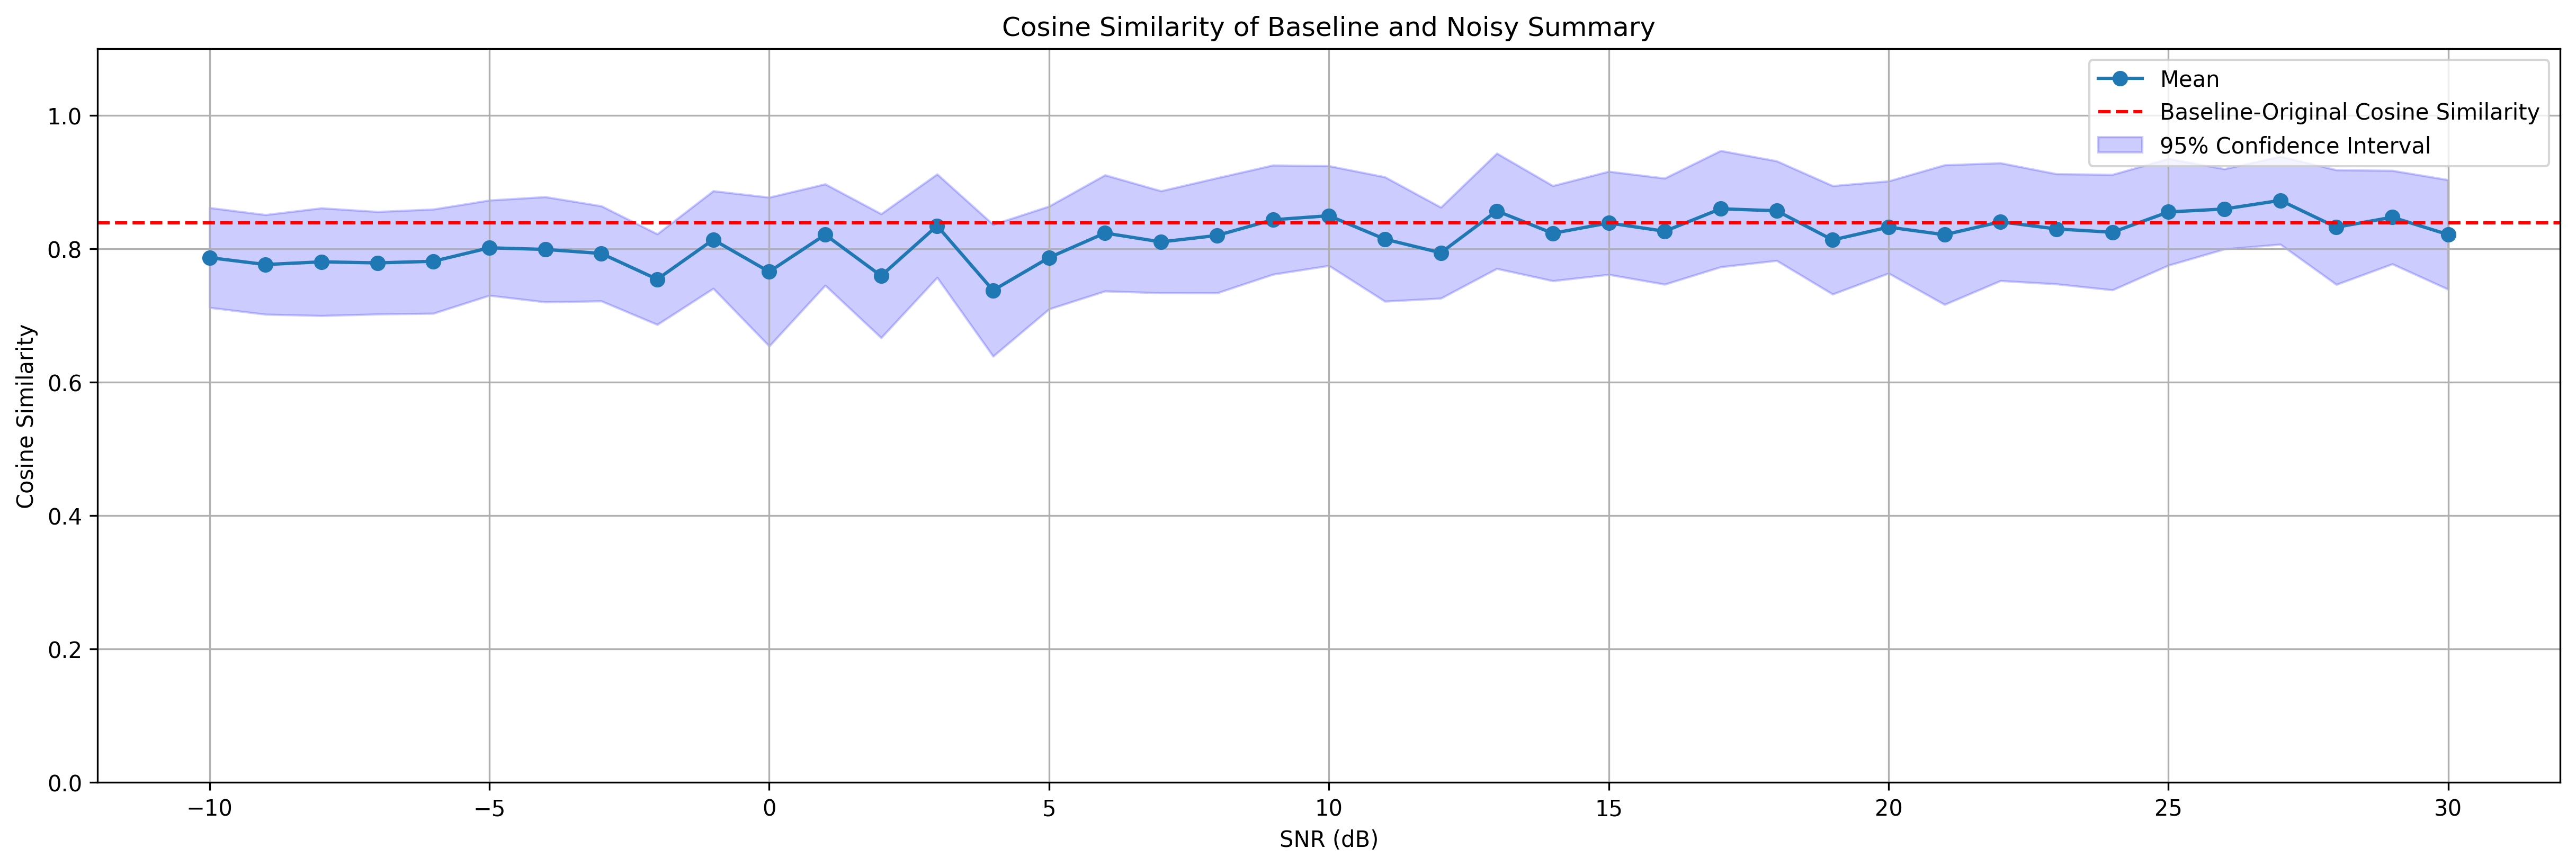 Cosine Similarity of Baseline and Noisy Summary
Mean
Baseline-Original Cosine Similarity
95% Confidence Interval
Cosine Similarity
1.0
0.8
0.6
0.4
0.2
0.0
−10
−5
0
5
10
15
20
25
30
SNR (dB)